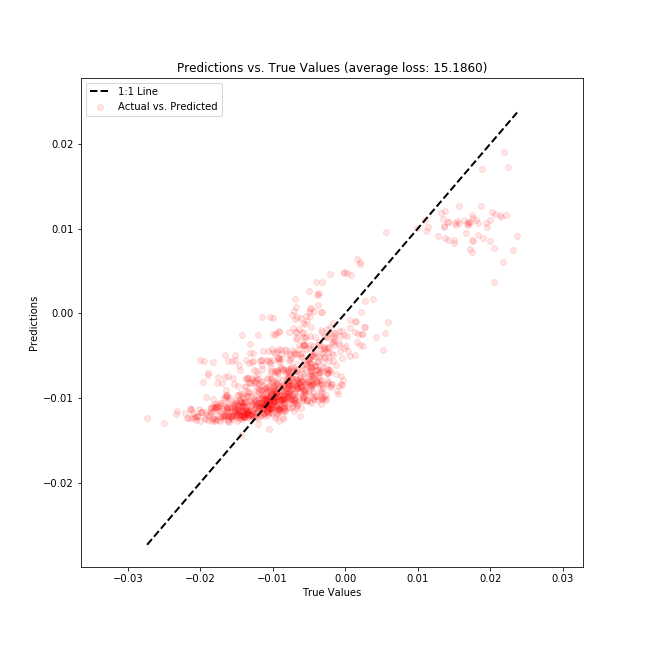 Predictions vs. True Values (average loss: 15.1860)
1:1 Line
Actual vs. Predicted
0.02
0.01
0.00
−0.01
−0.02
Predictions
−0.03 −0.02 −0.01 0.00 0.01 0.02 0.03
True Values